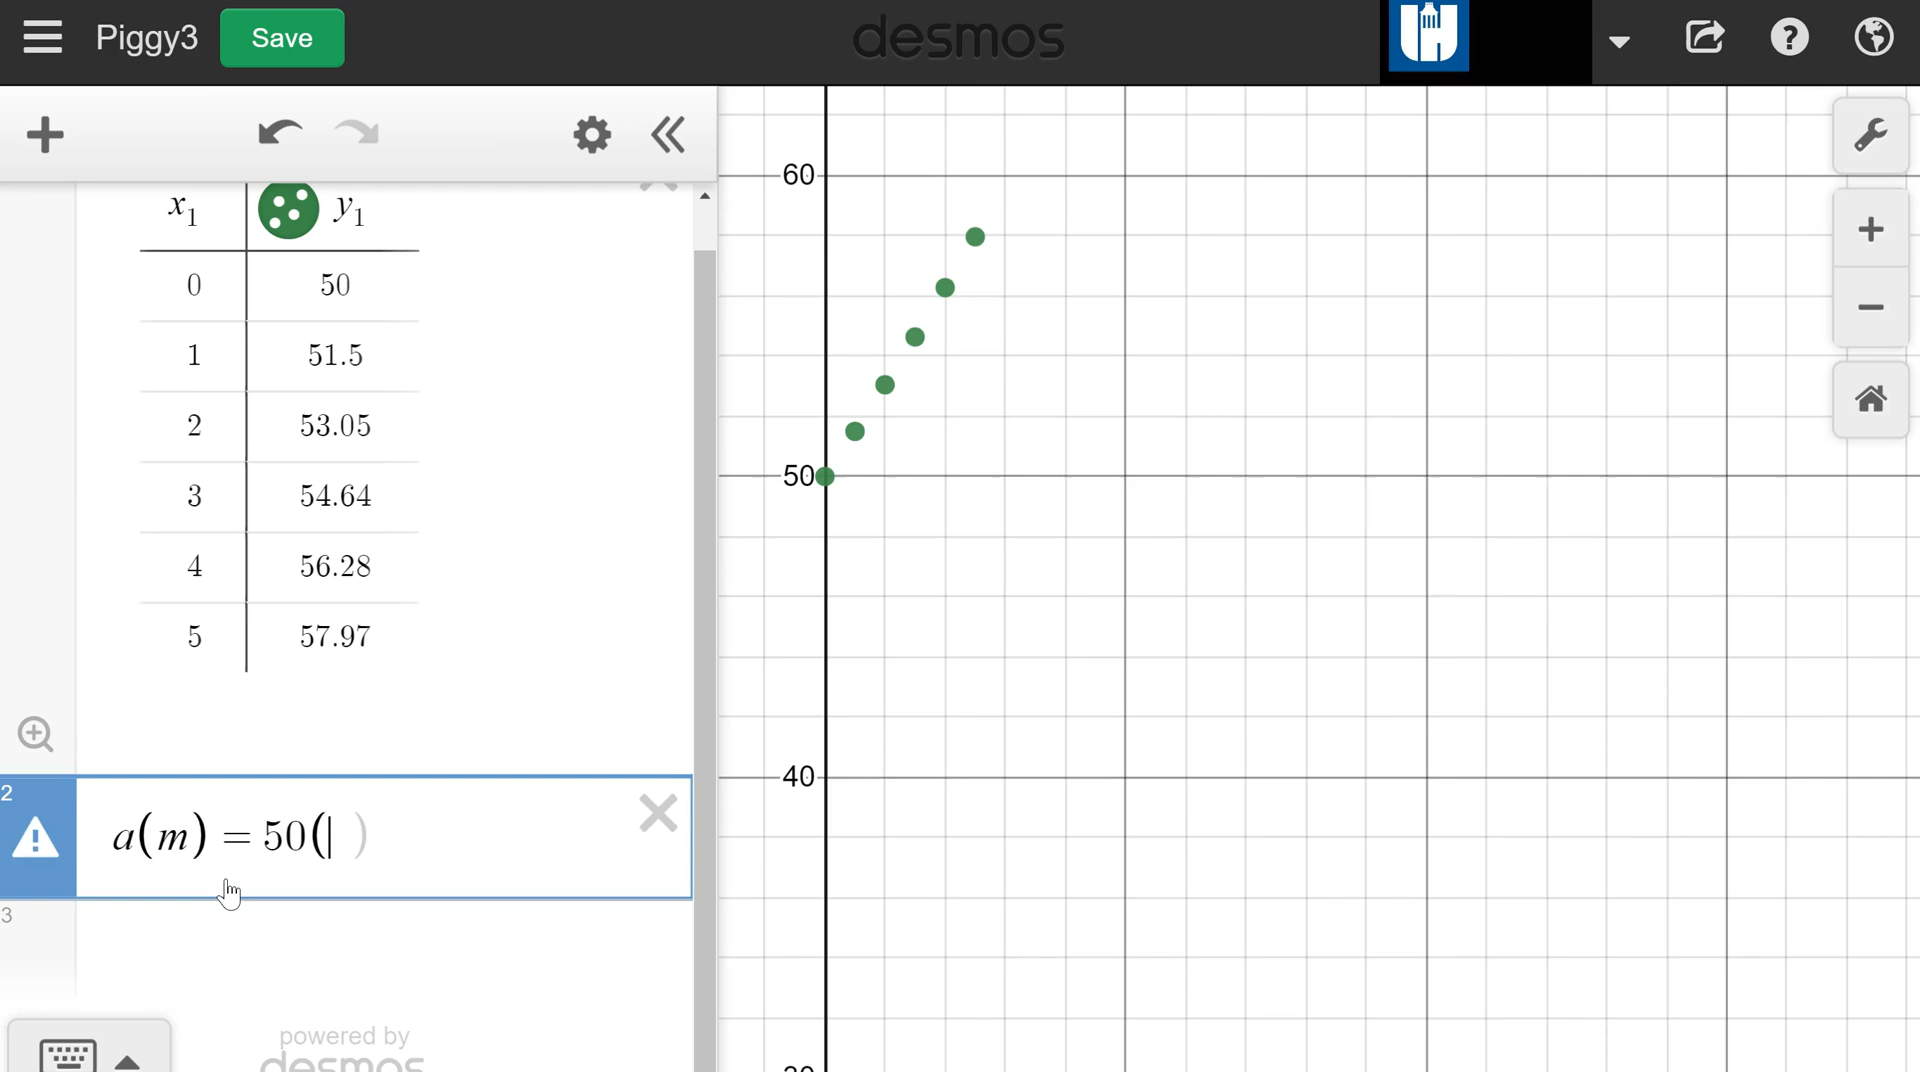 Piggy3 Save desmos
x₁ y₁
0 50
1 51.5
2 53.05
3 54.64
4 56.28
5 57.97
2
a(m) = 50( )
3
powered by
desmos
60
50
40